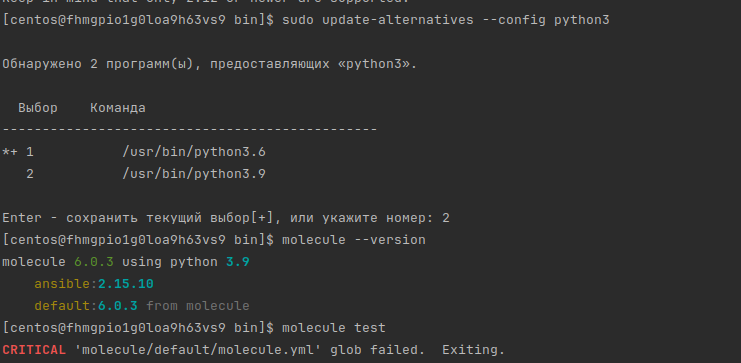 [centos@fhmgpio1g0loa9h63vs9 bin]$ sudo update-alternatives --config python3
Обнаружено 2 программ(ы), предоставляющих «python3».
Выбор    Команда
-----------------------------------------------
*+ 1           /usr/bin/python3.6
   2           /usr/bin/python3.9
Enter - сохранить текущий выбор[+], или укажите номер: 2
[centos@fhmgpio1g0loa9h63vs9 bin]$ molecule --version
molecule 6.0.3 using python 3.9
    ansible:2.15.10
    default:6.0.3 from molecule
[centos@fhmgpio1g0loa9h63vs9 bin]$ molecule test
CRITICAL 'molecule/default/molecule.yml' glob failed.  Exiting.